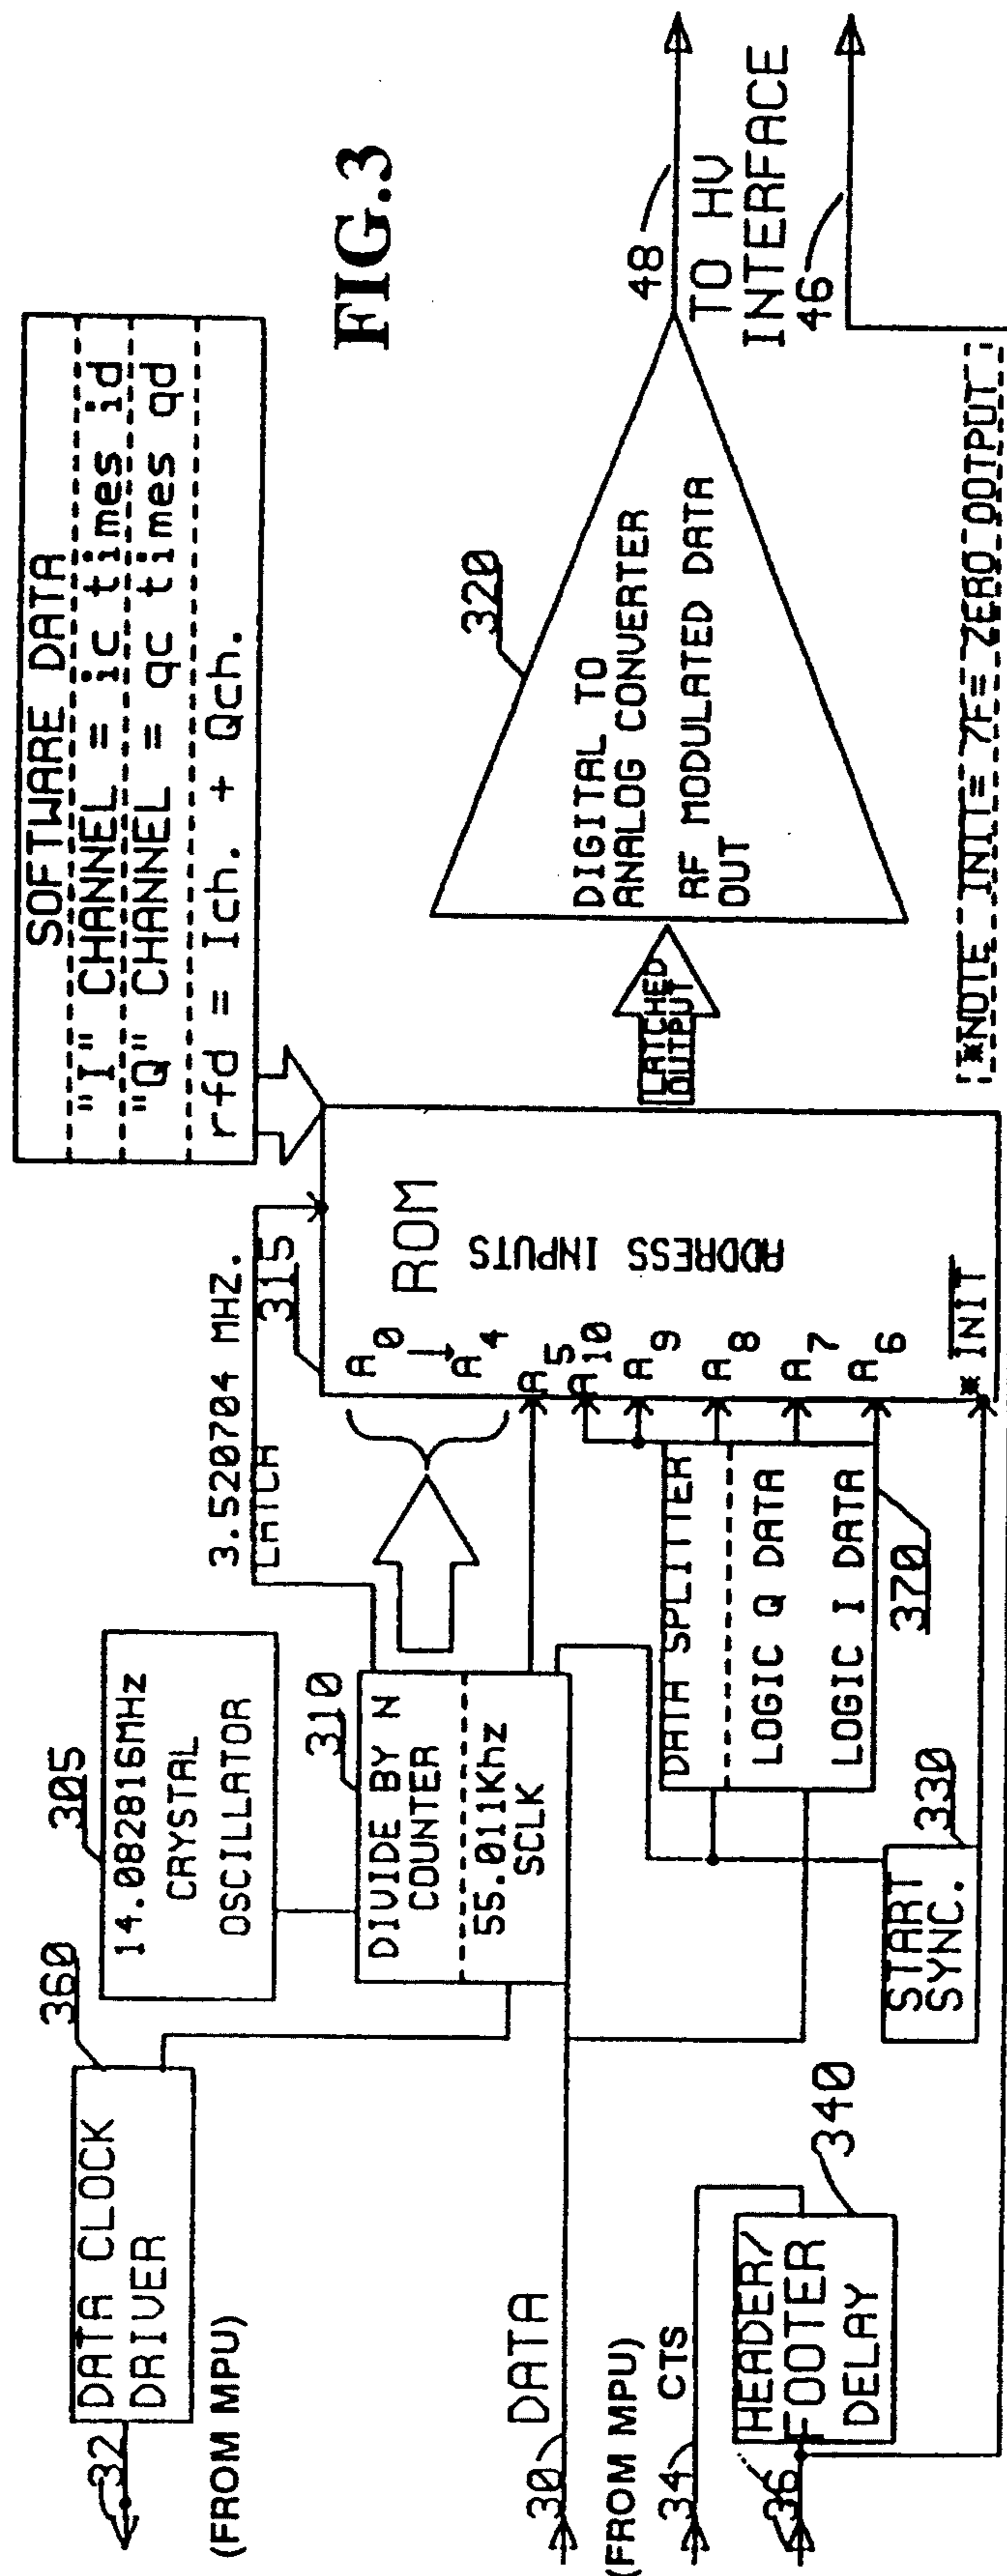 FIG.3
SOFTWARE DATA
"I" CHANNEL = ic times id
"Q" CHANNEL = qc times qd
rfd = Ich. + Qch.
360
DATA CLOCK
DRIVER
32
(FROM MPU)
305
14.082816MHz
CRYSTAL
OSCILLATOR
310
DIVIDE BY N
COUNTER
55.011Khz
SCLK
3.520704 MHZ.
LATCH
315
ROM
ADDRESS INPUTS
A0
A4
A5
A10
A9
A8
A7
A6
* INIT
LATCHED
OUTPUT
320
DIGITAL TO
ANALOG CONVERTER
RF MODULATED DATA
OUT
48
TO HV
INTERFACE
46
*NOTE INIT= 7F= ZERO OUTPUT
DATA
30
(FROM MPU)
34
CTS
36
HEADER/
FOOTER
DELAY
340
START
SYNC.
330
DATA SPLITTER
LOGIC Q DATA
LOGIC I DATA
370